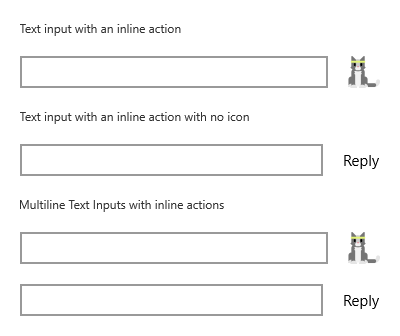 Text input with an inline action
Text input with an inline action with no icon
Reply
Multiline Text Inputs with inline actions
Reply